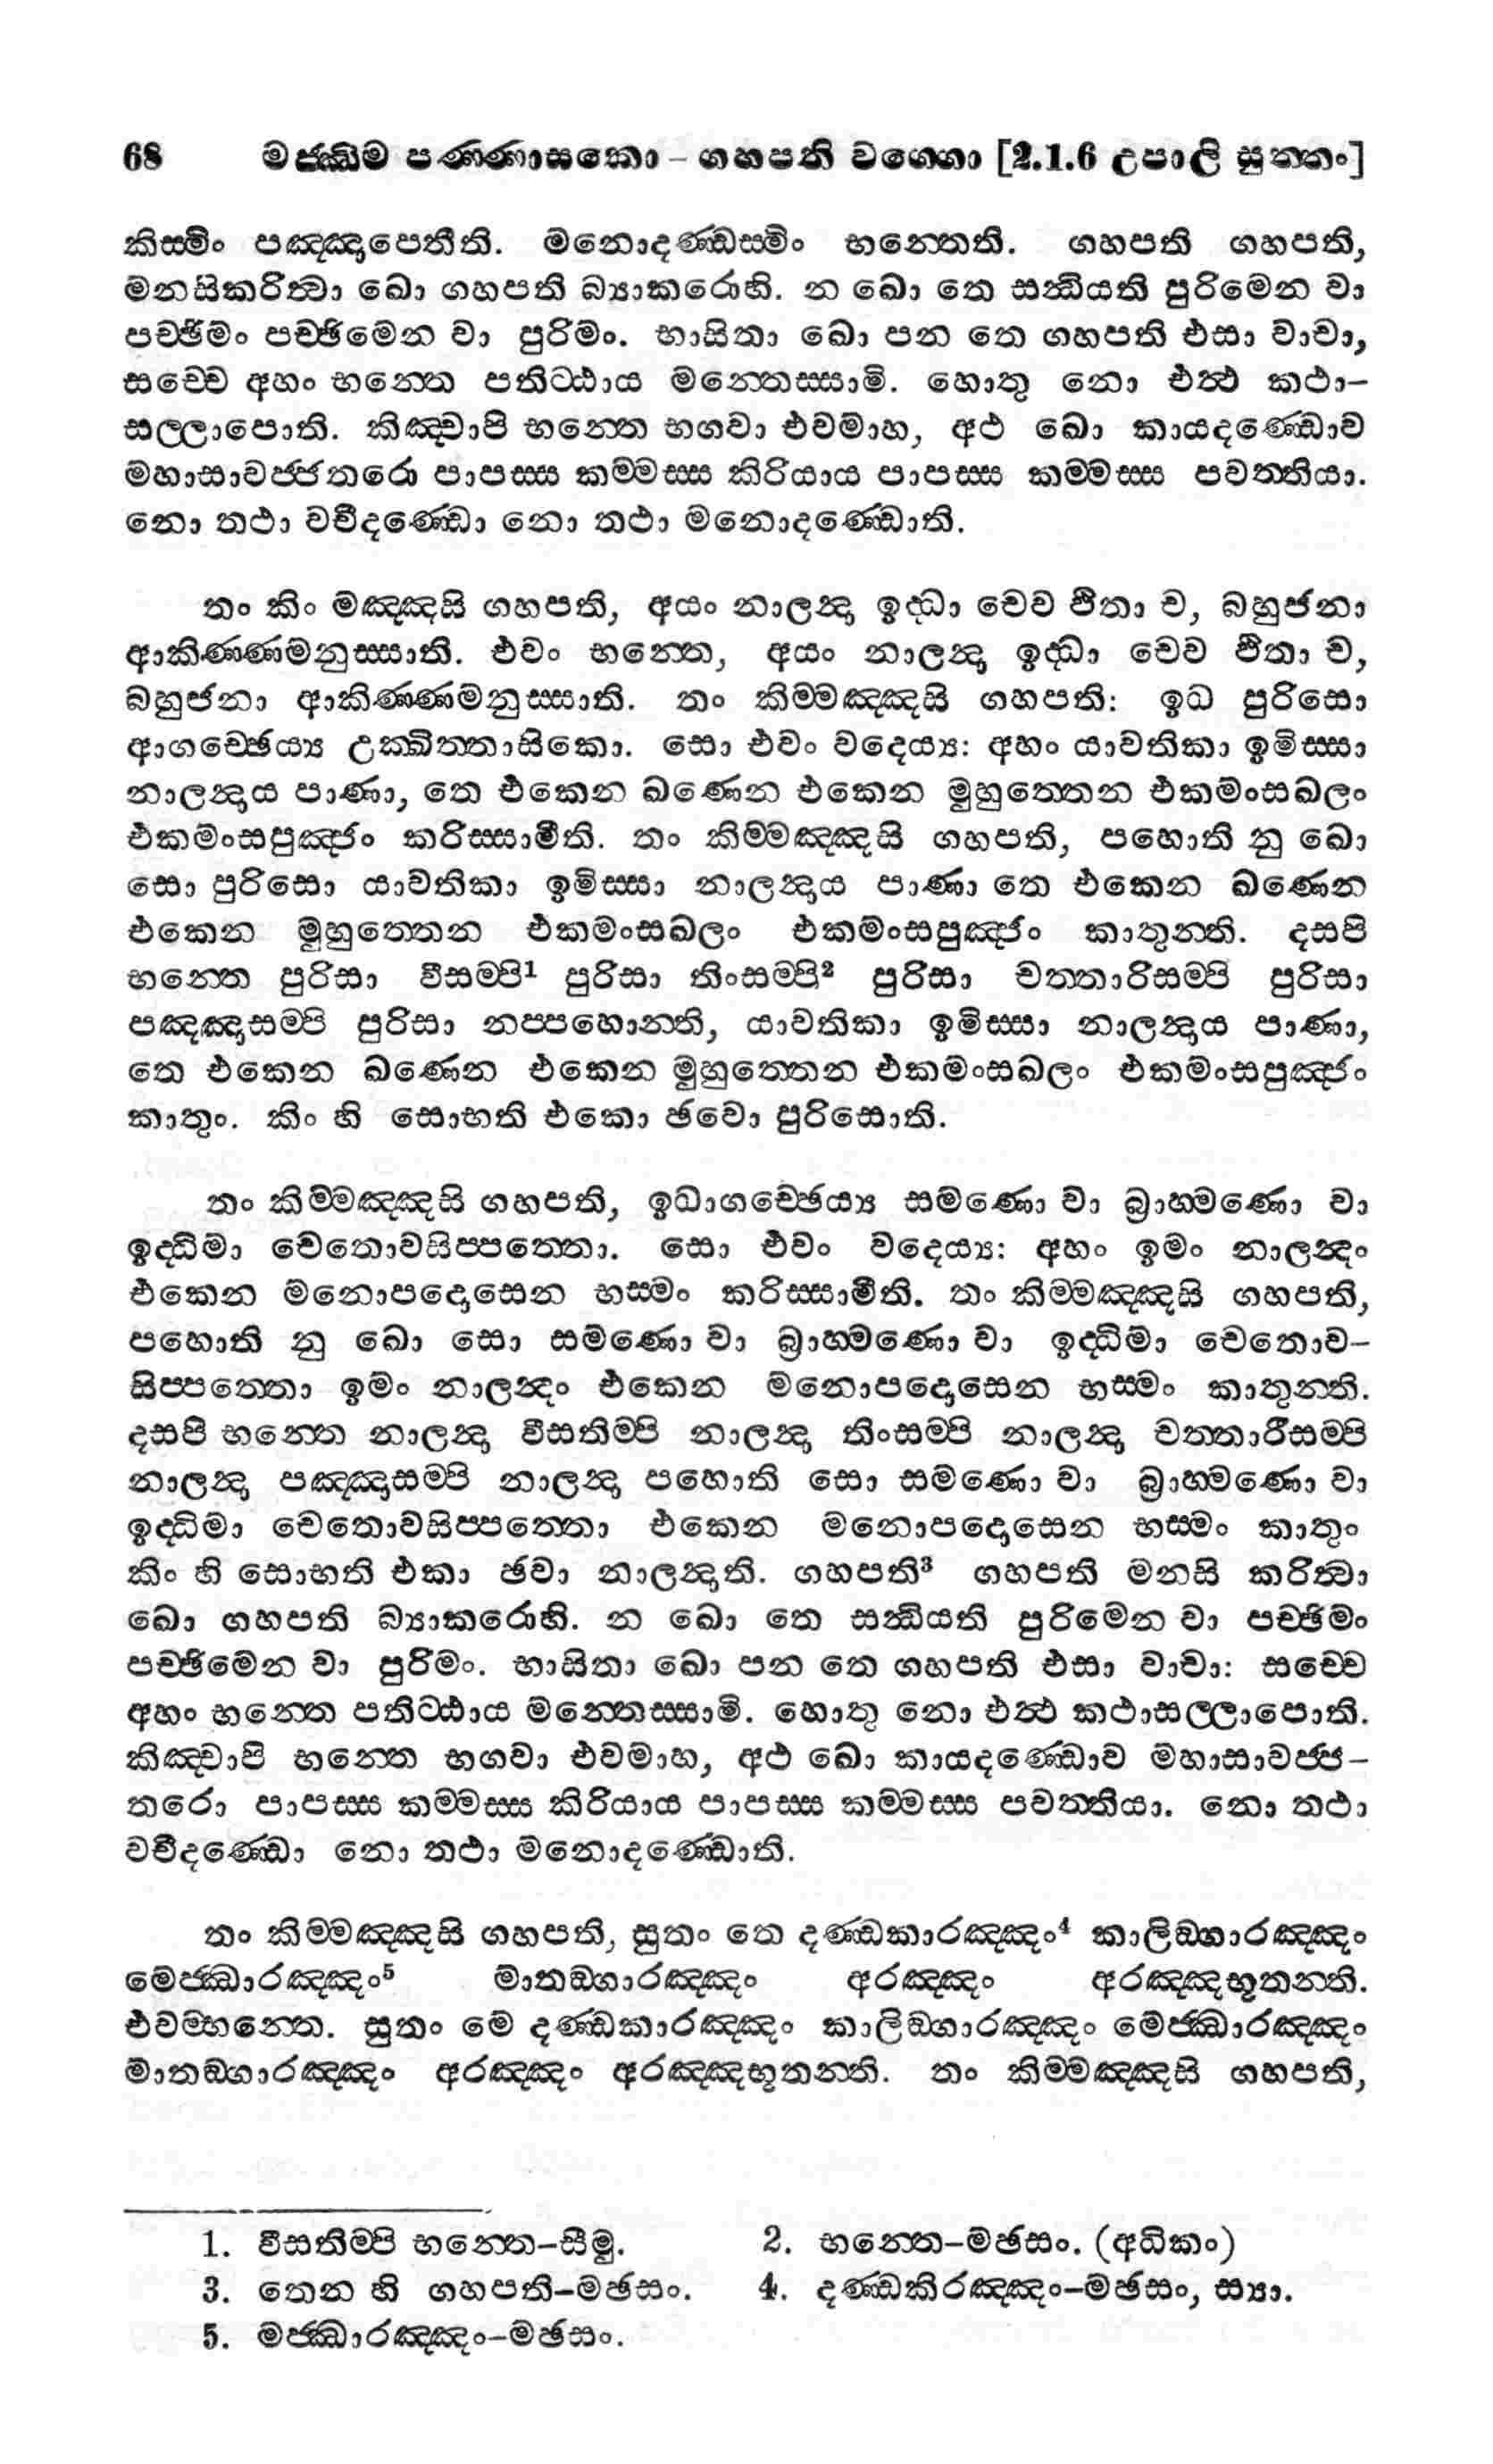 68 මජ්ඣිම පණ්ණාසකො - ගහපති වග්ගො [2.1.6 උපාලි සුත්තං]
කිස්මිං පඤ්ඤාපෙතීති. මනොදණ්ඩස්මිං භන්තෙති. ගහපති ගහපති,
මනසිකරිත්වා ඛො ගහපති බ්‍යාකරොහි. න ඛො තෙ සන්ධියති පුරිමෙන වා
පච්ඡිමං පච්ඡිමෙන වා පුරිමං. භාසිතා ඛො පන තෙ ගහපති එසා වාචා,
සච්චෙ අහං භන්තෙ පතිට්ඨාය මන්තෙස්සාමි. හොතු නො එත්ථ කථා-
සල්ලාපොති. කිඤ්චාපි භන්තෙ භගවා එවමාහ, අථ ඛො කායදණ්ඩොව
මහාසාවජ්ජතරො පාපස්ස කම්මස්ස කිරියාය පාපස්ස කම්මස්ස පවත්තියා.
නො තථා වචීදණ්ඩො නො තථා මනොදණ්ඩොති.
තං කිං මඤ්ඤසි ගහපති, අයං නාලන්‍දා ඉද්ධා චෙව ඵීතා ච, බහුජනා
ආකිණ්ණමනුස්සාති. එවං භන්තෙ, අයං නාලන්‍දා ඉද්ධා චෙව ඵීතා ච,
බහුජනා ආකිණ්ණමනුස්සාති. තං කිම්මඤ්ඤසි ගහපති: ඉධ පුරිසො
ආගච්ඡෙය්‍ය උක්ඛිත්තාසිකො. සො එවං වදෙය්‍ය: අහං යාවතිකා ඉමිස්සා
නාලන්‍දාය පාණා, තෙ එකෙන ඛණෙන එකෙන මුහුත්තෙන එකමංසඛලං
එකමංසපුඤ්ජං කරිස්සාමීති. තං කිම්මඤ්ඤසි ගහපති, පහොති නු ඛො
සො පුරිසො යාවතිකා ඉමිස්සා නාලන්‍දාය පාණා තෙ එකෙන ඛණෙන
එකෙන මුහුත්තෙන එකමංසඛලං එකමංසපුඤ්ජං කාතුන්ති. දසපි
භන්තෙ පුරිසා වීසම්පි¹ පුරිසා තිංසම්පි² පුරිසා චත්තාරිසම්පි පුරිසා
පඤ්ඤාසම්පි පුරිසා නප්පහොන්ති, යාවතිකා ඉමිස්සා නාලන්‍දාය පාණා,
තෙ එකෙන ඛණෙන එකෙන මුහුත්තෙන එකමංසඛලං එකමංසපුඤ්ජං
කාතුං. කිං හි සොභති එකො ඡවො පුරිසොති.
තං කිම්මඤ්ඤසි ගහපති, ඉධාගච්ඡෙය්‍ය සමණො වා බ්‍රාහ්මණො වා
ඉද්ධිමා චෙතොවසිප්පත්තො. සො එවං වදෙය්‍ය: අහං ඉමං නාලන්‍දං
එකෙන මනොපදොසෙන භස්මං කරිස්සාමීති. තං කිම්මඤ්ඤසි ගහපති,
පහොති නු ඛො සො සමණො වා බ්‍රාහ්මණො වා ඉද්ධිමා චෙතොව-
සිප්පත්තො ඉමං නාලන්‍දං එකෙන මනොපදොසෙන භස්මං කාතුන්ති.
දසපි භන්තෙ නාලන්‍දා වීසතිම්පි නාලන්‍දා තිංසම්පි නාලන්‍දා චත්තාරීසම්පි
නාලන්‍දා පඤ්ඤාසම්පි නාලන්‍දා පහොති සො සමණො වා බ්‍රාහ්මණො වා
ඉද්ධිමා චෙතොවසිප්පත්තො එකෙන මනොපදොසෙන භස්මං කාතුං
කිං හි සොභති එකා ඡවා නාලන්‍දාති. ගහපති³ ගහපති මනසි කරිත්වා
ඛො ගහපති බ්‍යාකරොහි. න ඛො තෙ සන්ධියති පුරිමෙන වා පච්ඡිමං
පච්ඡිමෙන වා පුරිමං. භාසිතා ඛො පන තෙ ගහපති එසා වාචා: සච්චෙ
අහං භන්තෙ පතිට්ඨාය මන්තෙස්සාමි. හොතු නො එත්ථ කථාසල්ලාපොති.
කිඤ්චාපි භන්තෙ භගවා එවමාහ, අථ ඛො කායදණ්ඩොව මහාසාවජ්ජ-
තරො පාපස්ස කම්මස්ස කිරියාය පාපස්ස කම්මස්ස පවත්තියා. නො තථා
වචීදණ්ඩො නො තථා මනොදණ්ඩොති.
තං කිම්මඤ්ඤසි ගහපති, සුතං තෙ දණ්ඩකාරඤ්ඤං⁴ කාලිඞ්ගාරඤ්ඤං
මෙජ්ඣාරඤ්ඤං⁵ මාතඞ්ගාරඤ්ඤං අරඤ්ඤං අරඤ්ඤභූතන්ති.
එවම්භන්තෙ. සුතං මෙ දණ්ඩකාරඤ්ඤං කාලිඞ්ගාරඤ්ඤං මෙජ්ඣාරඤ්ඤං
මාතඞ්ගාරඤ්ඤං අරඤ්ඤං අරඤ්ඤභූතන්ති. තං කිම්මඤ්ඤසි ගහපති,
1. වීසතිම්පි භන්තෙ-සීමු. 2. භන්තෙ-මඡසං. (අධිකං)
3. තෙන හි ගහපති-මඡසං. 4. දණ්ඩකිරඤ්ඤං-මඡසං, ස්‍යා.
5. මජ්ඣාරඤ්ඤං-මඡසං.